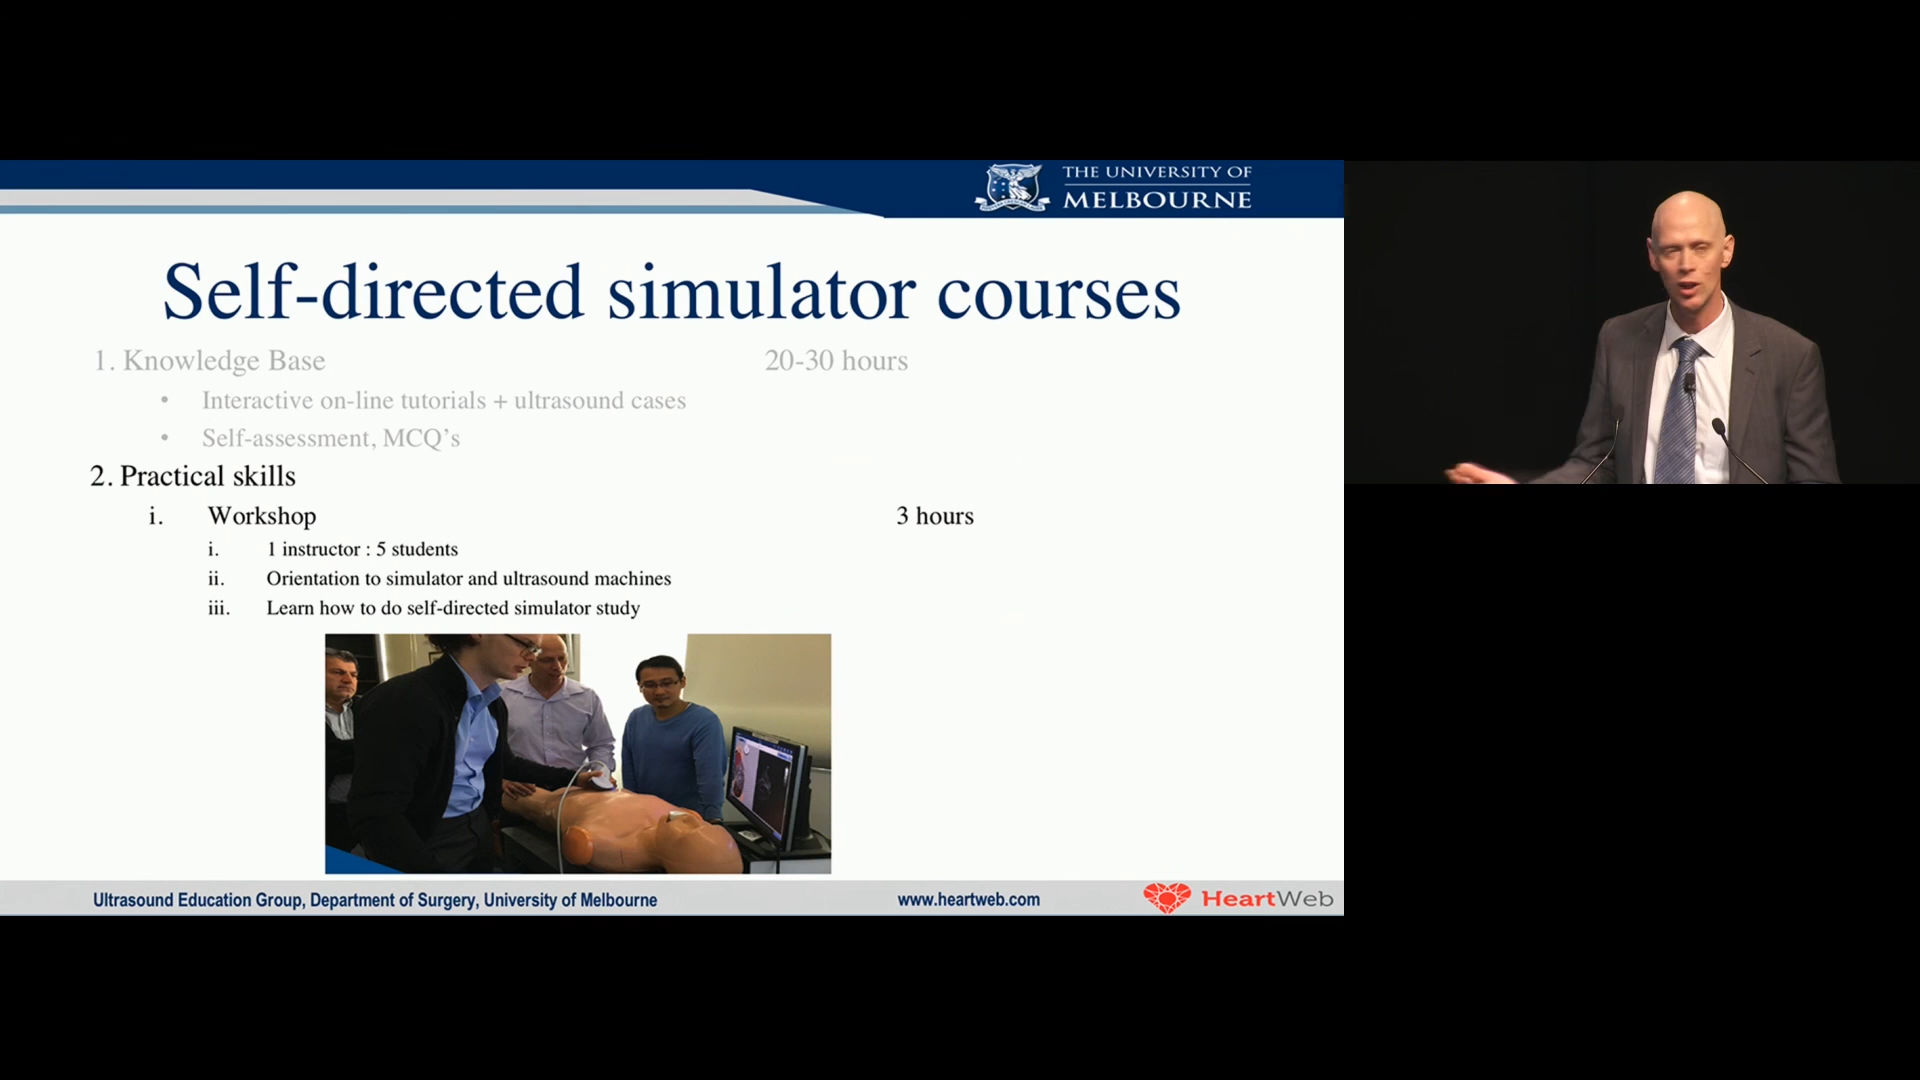 THE UNIVERSITY OF
MELBOURNE
Self-directed simulator courses
1. Knowledge Base 20-30 hours
• Interactive on-line tutorials + ultrasound cases
• Self-assessment, MCQ's
2. Practical skills
i. Workshop 3 hours
i. 1 instructor : 5 students
ii. Orientation to simulator and ultrasound machines
iii. Learn how to do self-directed simulator study
Ultrasound Education Group, Department of Surgery, University of Melbourne www.heartweb.com HeartWeb